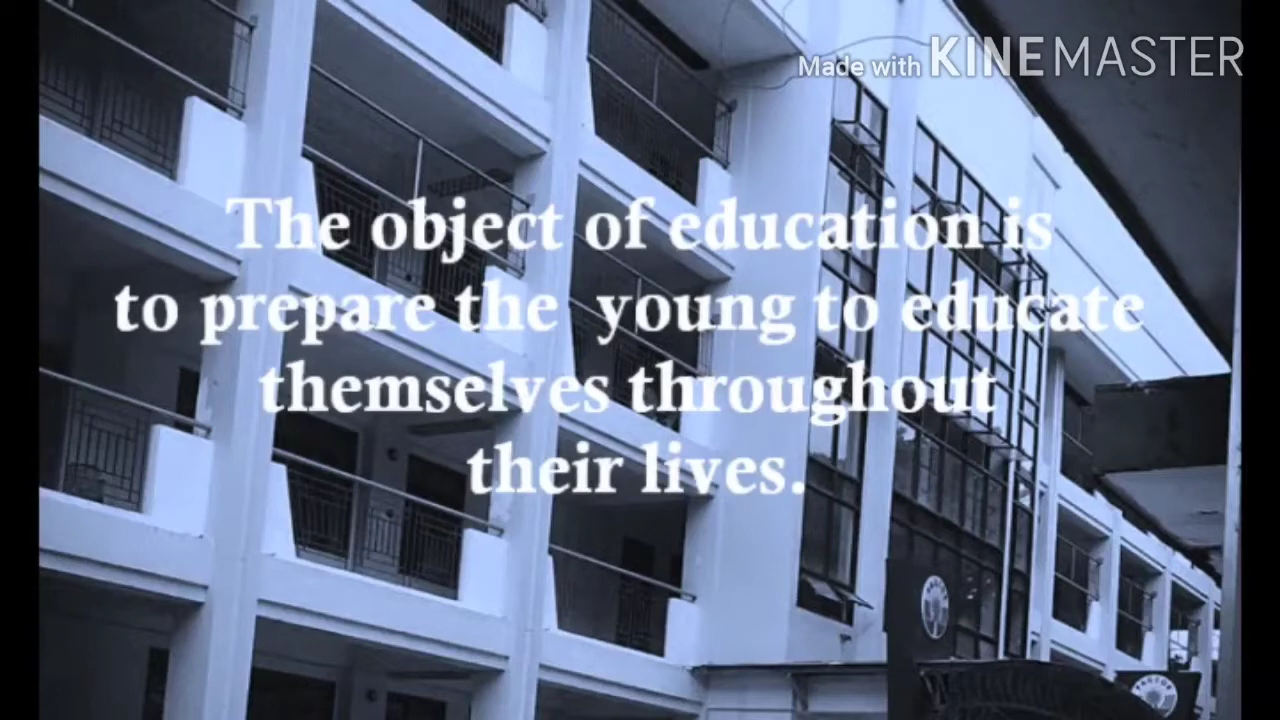 Made with KINEMASTER
The object of education is
to prepare the young to educate
themselves throughout
their lives.